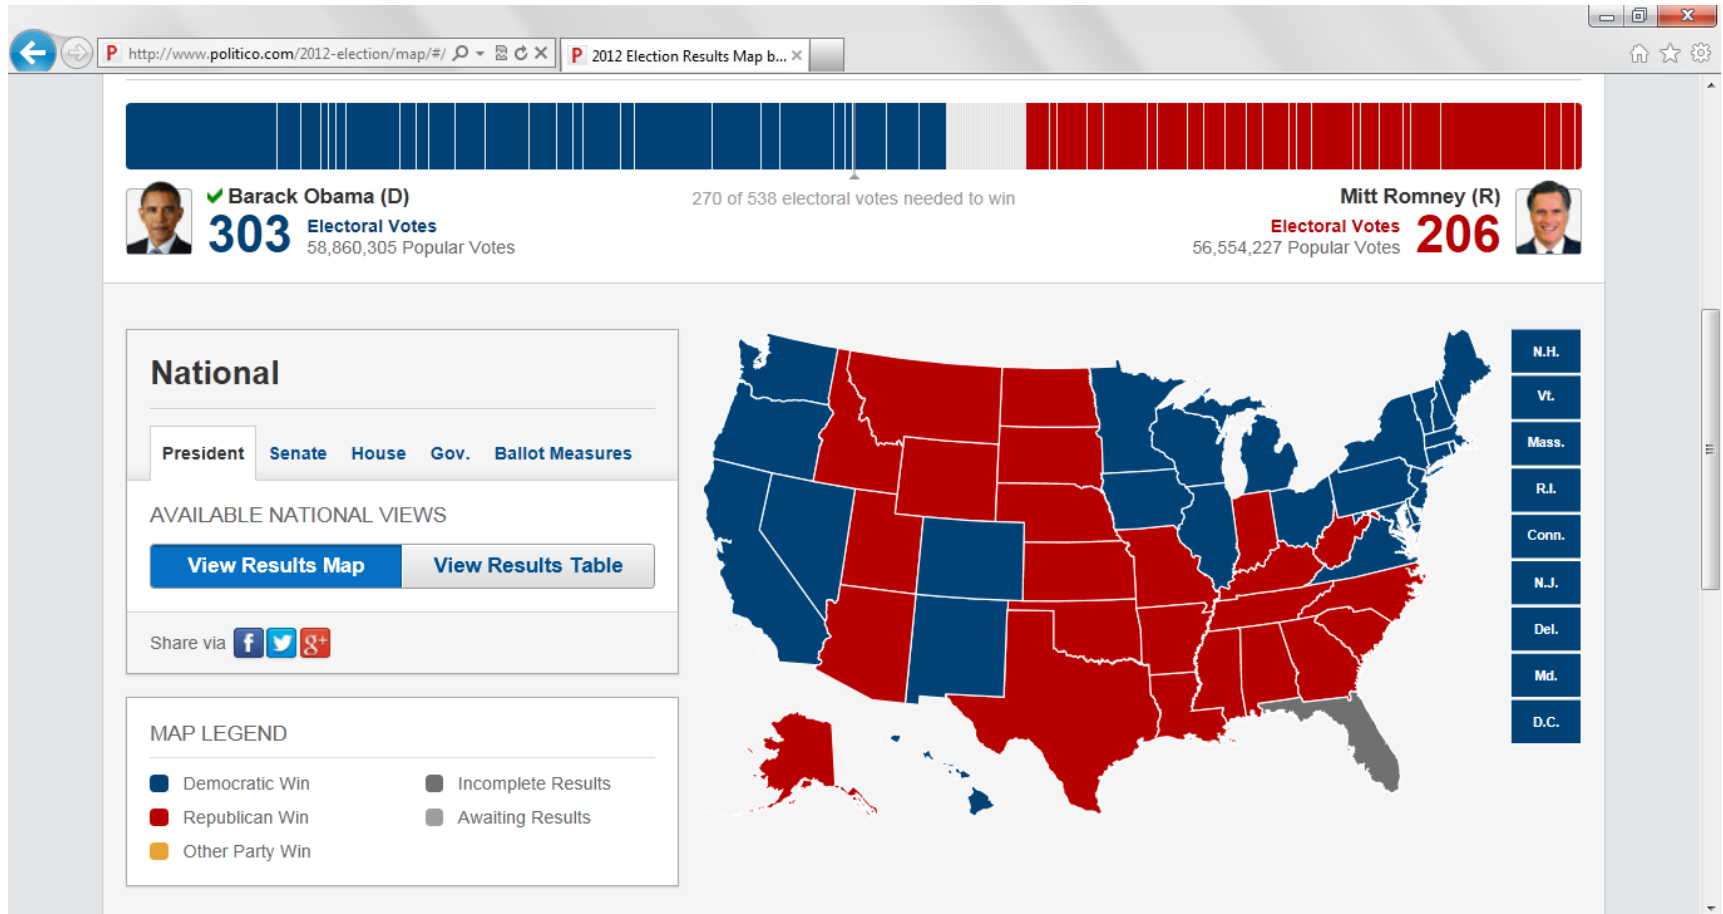 http://www.politico.com/2012-election/map/#/
P 2012 Election Results Map b...
Barack Obama (D)
303
Electoral Votes
58,860,305 Popular Votes
270 of 538 electoral votes needed to win
Mitt Romney (R)
Electoral Votes
56,554,227 Popular Votes
206
National
President Senate House Gov. Ballot Measures
AVAILABLE NATIONAL VIEWS
View Results Map View Results Table
Share via
MAP LEGEND
Democratic Win
Republican Win
Other Party Win
Incomplete Results
Awaiting Results
N.H.
Vt.
Mass.
R.I.
Conn.
N.J.
Del.
Md.
D.C.